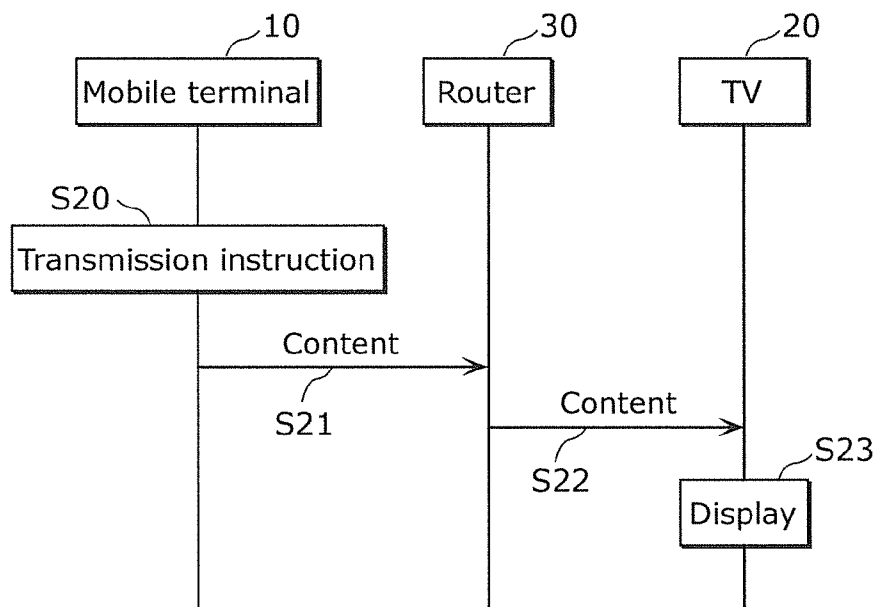 10
30
20
Mobile terminal
Router
TV
S20
Transmission instruction
Content
S21
Content
S22
S23
Display